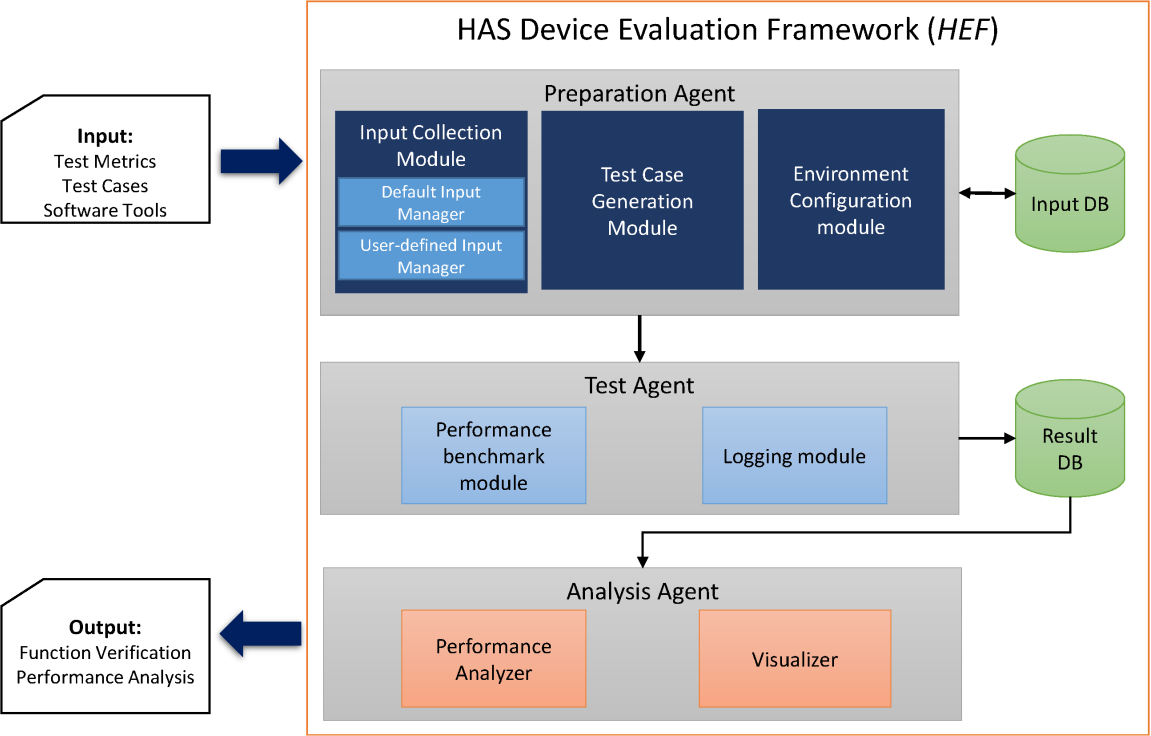 HAS Device Evaluation Framework (HEF)
Input:
Test Metrics
Test Cases
Software Tools
Preparation Agent
Input Collection
Module
Default Input
Manager
User-defined Input
Manager
Test Case
Generation
Module
Environment
Configuration
module
Input DB
Test Agent
Performance
benchmark
module
Logging module
Result
DB
Analysis Agent
Performance
Analyzer
Visualizer
Output:
Function Verification
Performance Analysis